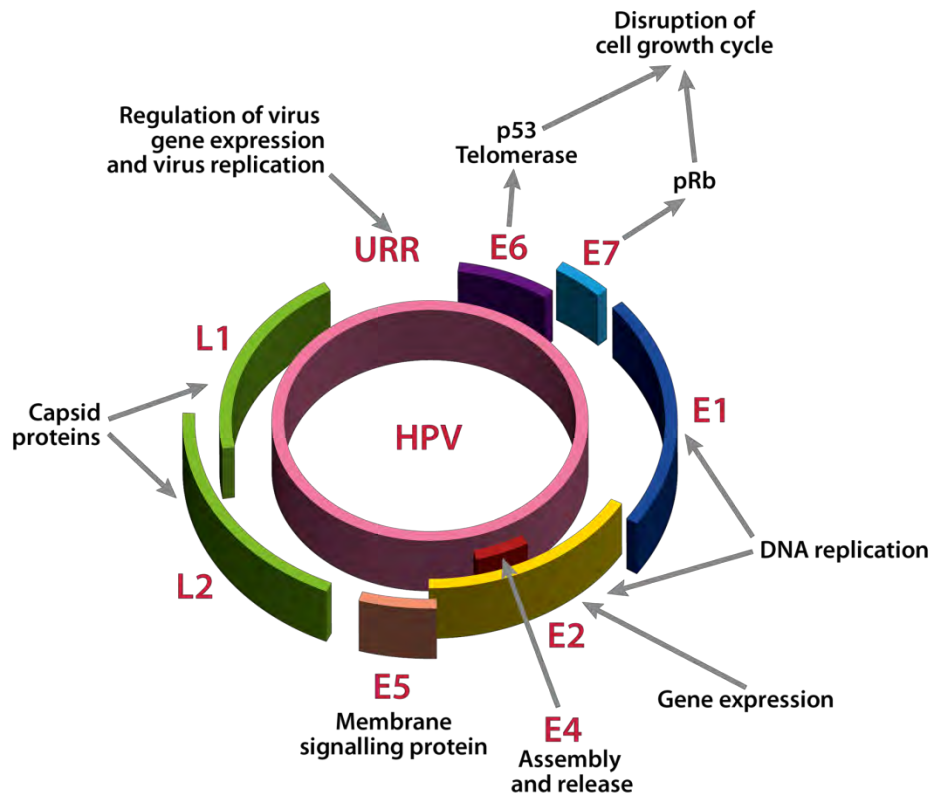 Disruption of
cell growth cycle
Regulation of virus
gene expression
and virus replication
p53
Telomerase
pRb
URR
E6
E7
L1
E1
Capsid
proteins
HPV
DNA replication
L2
E2
E5
Membrane
signalling protein
E4
Assembly
and release
Gene expression